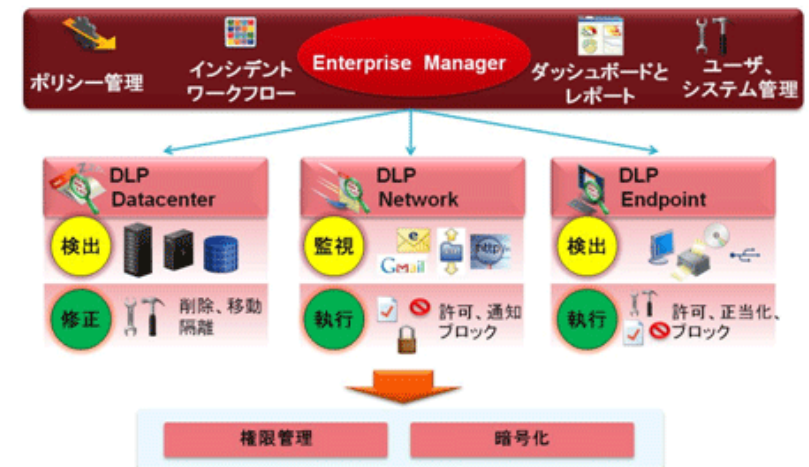 ポリシー管理
インシデント
ワークフロー
Enterprise Manager
ダッシュボードと
レポート
ユーザ、
システム管理
DLP
Datacenter
検出
修正
削除、移動
隔離
DLP
Network
監視
GMail
http
執行
許可、通知
ブロック
DLP
Endpoint
検出
執行
許可、正当化、
ブロック
権限管理
暗号化